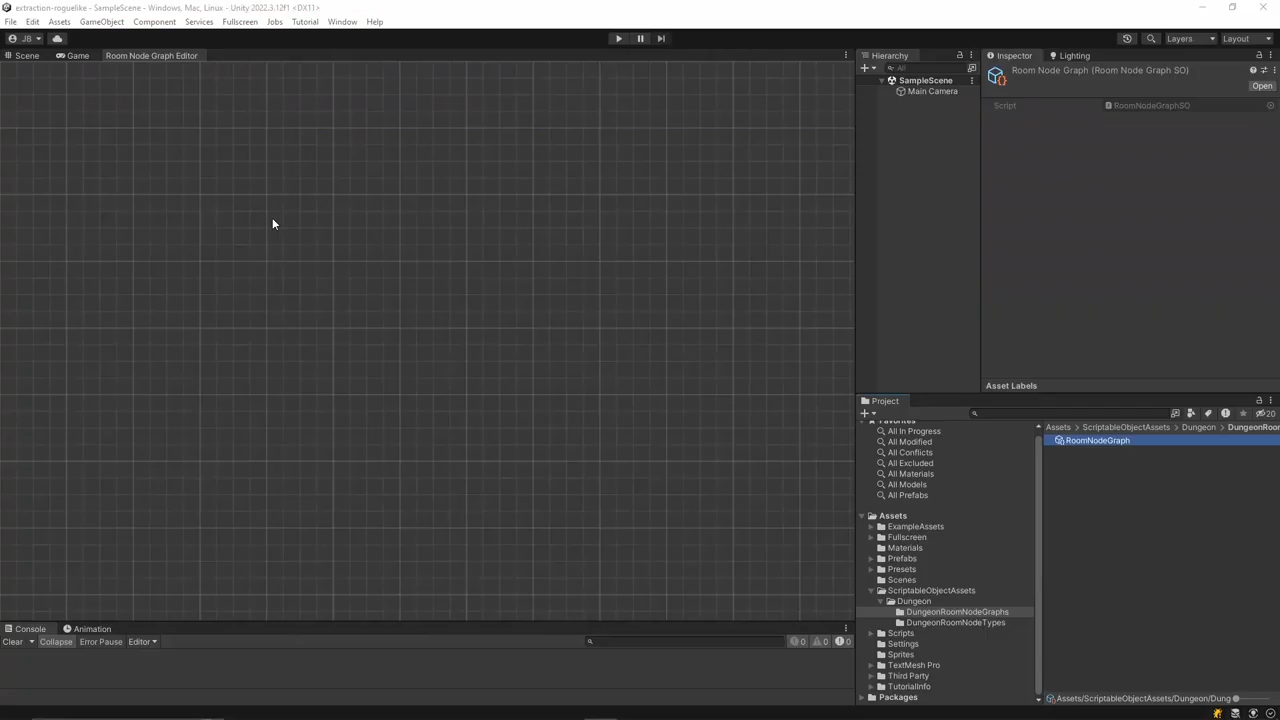 extraction-roguelike - SampleScene - Windows, Mac, Linux - Unity 2022.3.12f1 <DX11>
File Edit Assets GameObject Component Services Fullscreen Jobs Tutorial Window Help
JB Layers Layout
Scene Game Room Node Graph Editor
Hierarchy
All
SampleScene
Main Camera
Inspector Lighting
Room Node Graph (Room Node Graph SO)
Open
Script RoomNodeGraphSO
Asset Labels
Project
20
Favorites
All In Progress
All Modified
All Conflicts
All Excluded
All Materials
All Models
All Prefabs
Assets
ExampleAssets
Fullscreen
Materials
Prefabs
Presets
Scenes
ScriptableObjectAssets
Dungeon
DungeonRoomNodeGraphs
DungeonRoomNodeTypes
Scripts
Settings
Sprites
TextMesh Pro
Third Party
TutorialInfo
Packages
Assets > ScriptableObjectAssets > Dungeon > DungeonRoo
RoomNodeGraph
Assets/ScriptableObjectAssets/Dungeon/Dung
Console Animation
Clear Collapse Error Pause Editor 0 0 0